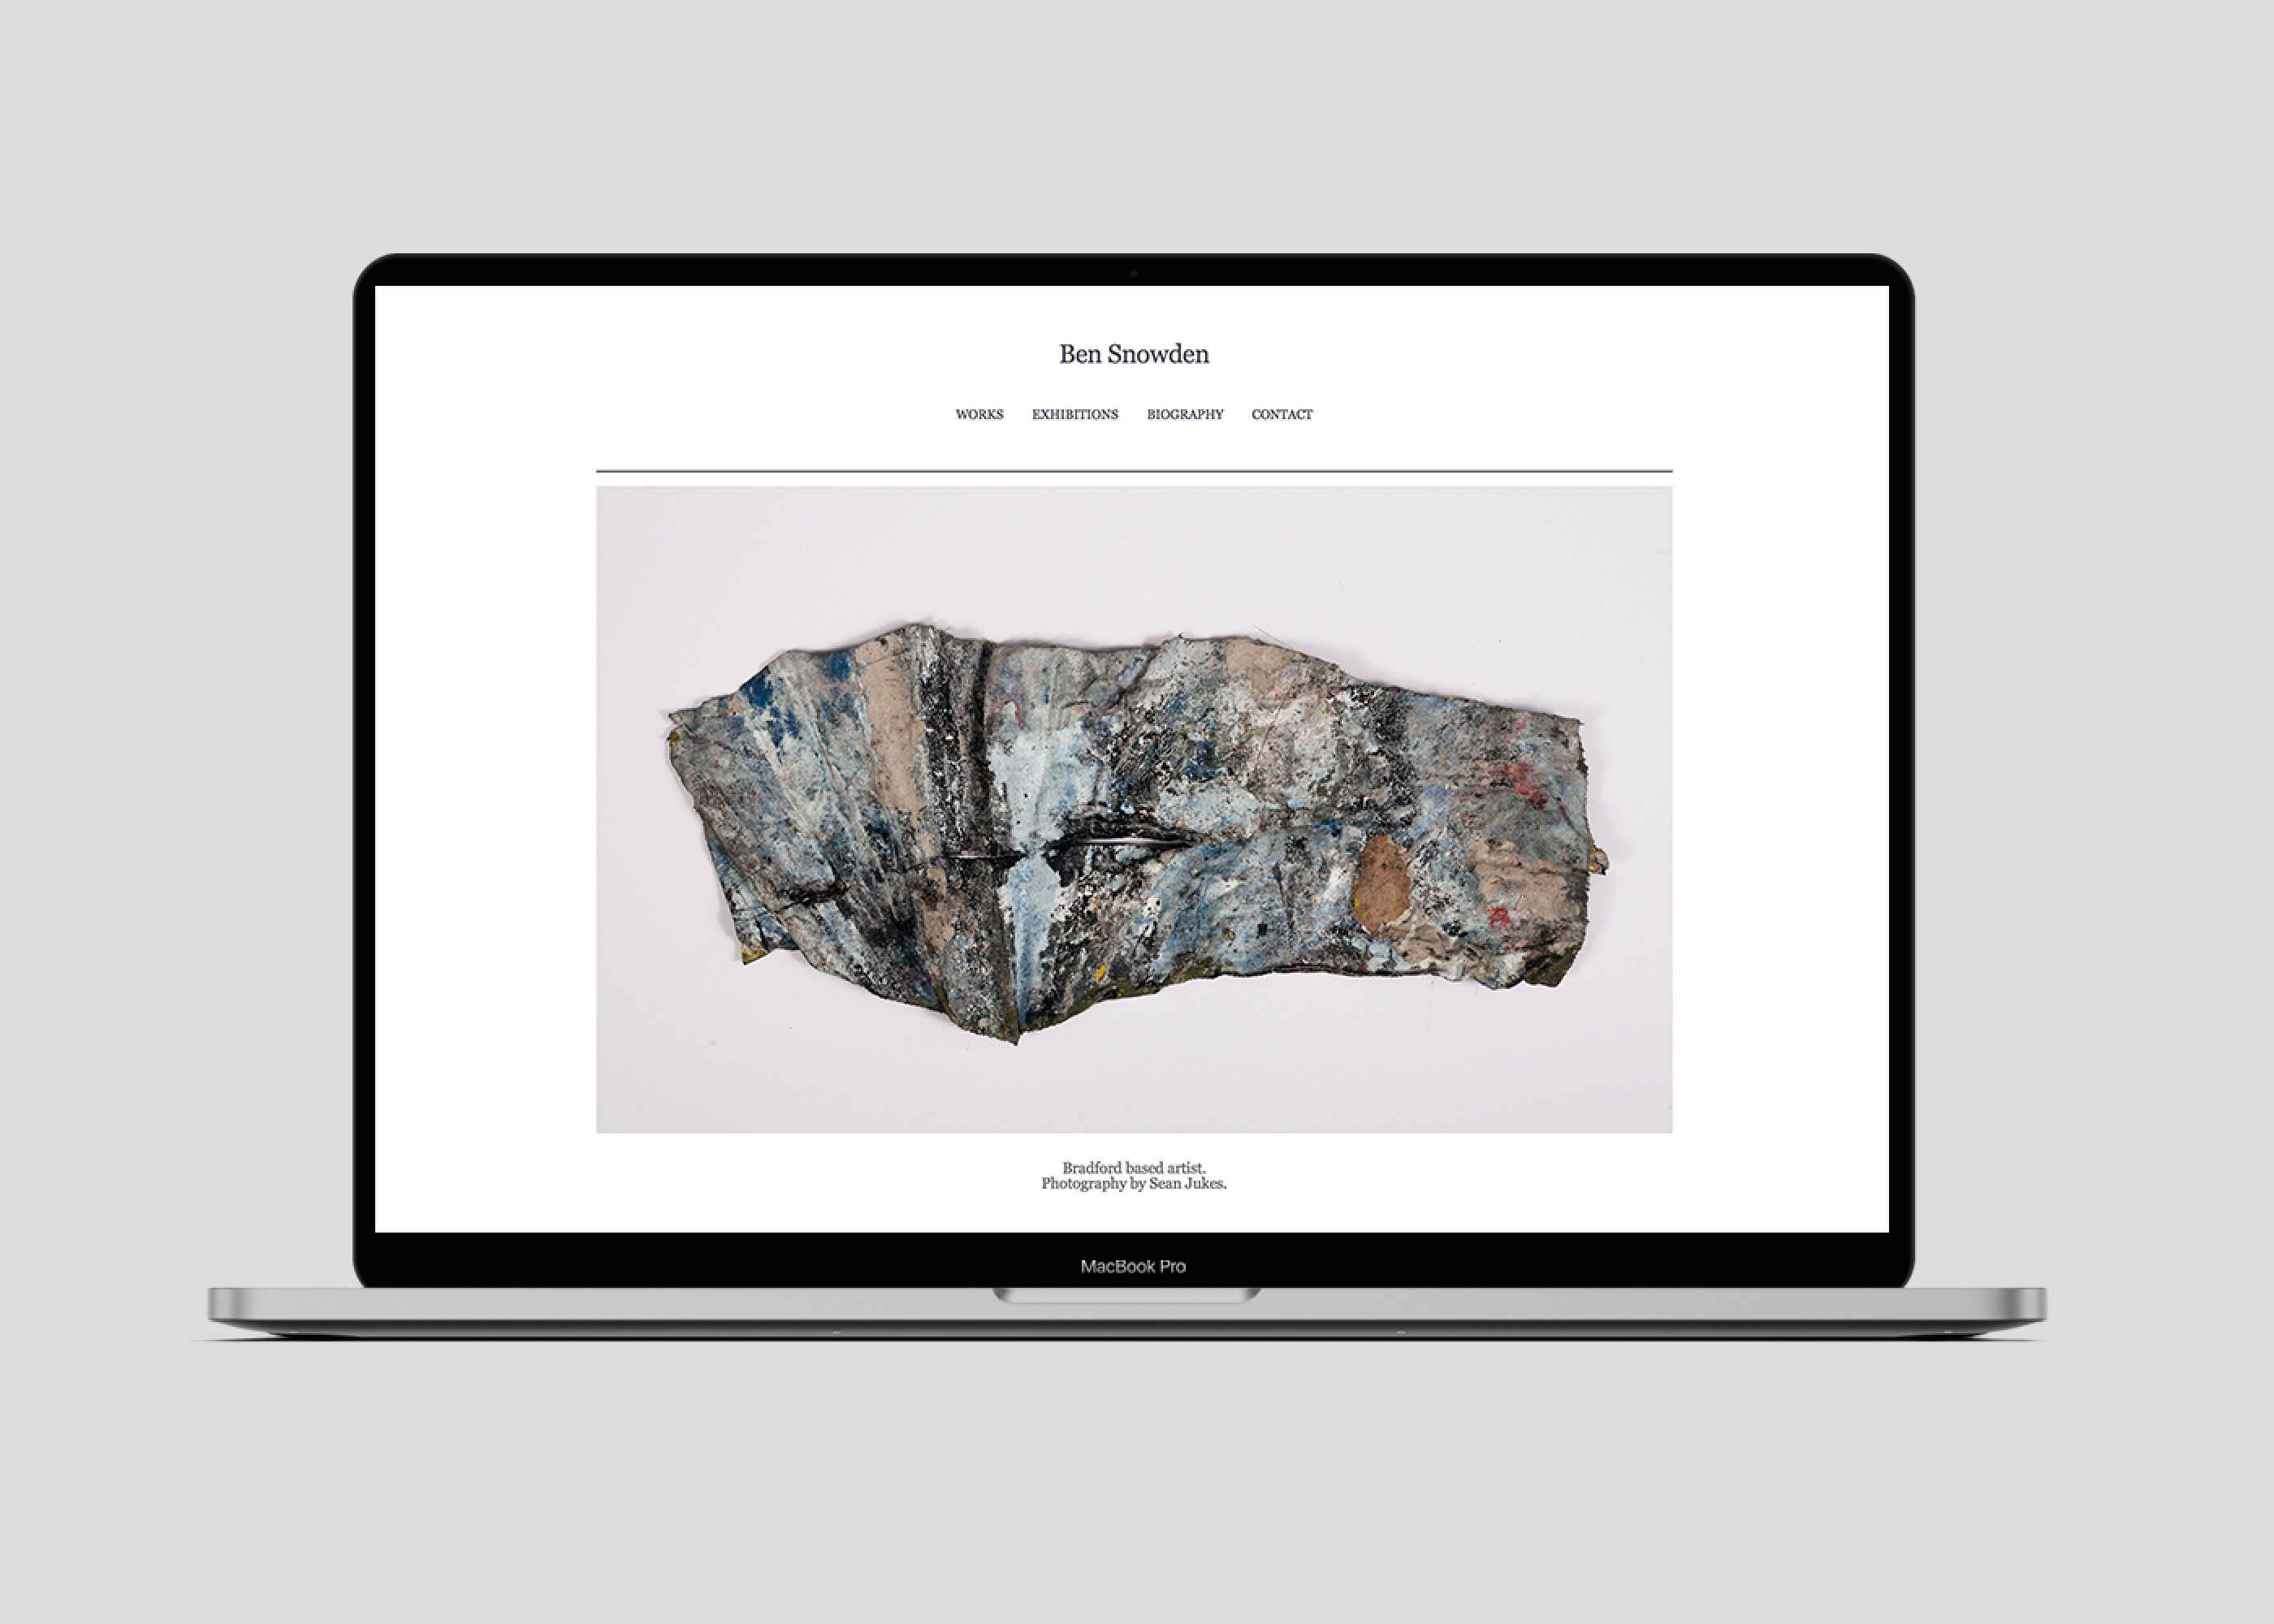 Ben Snowden
WORKS EXHIBITIONS BIOGRAPHY CONTACT
Bradford based artist.
Photography by Sean Jukes.
MacBook Pro